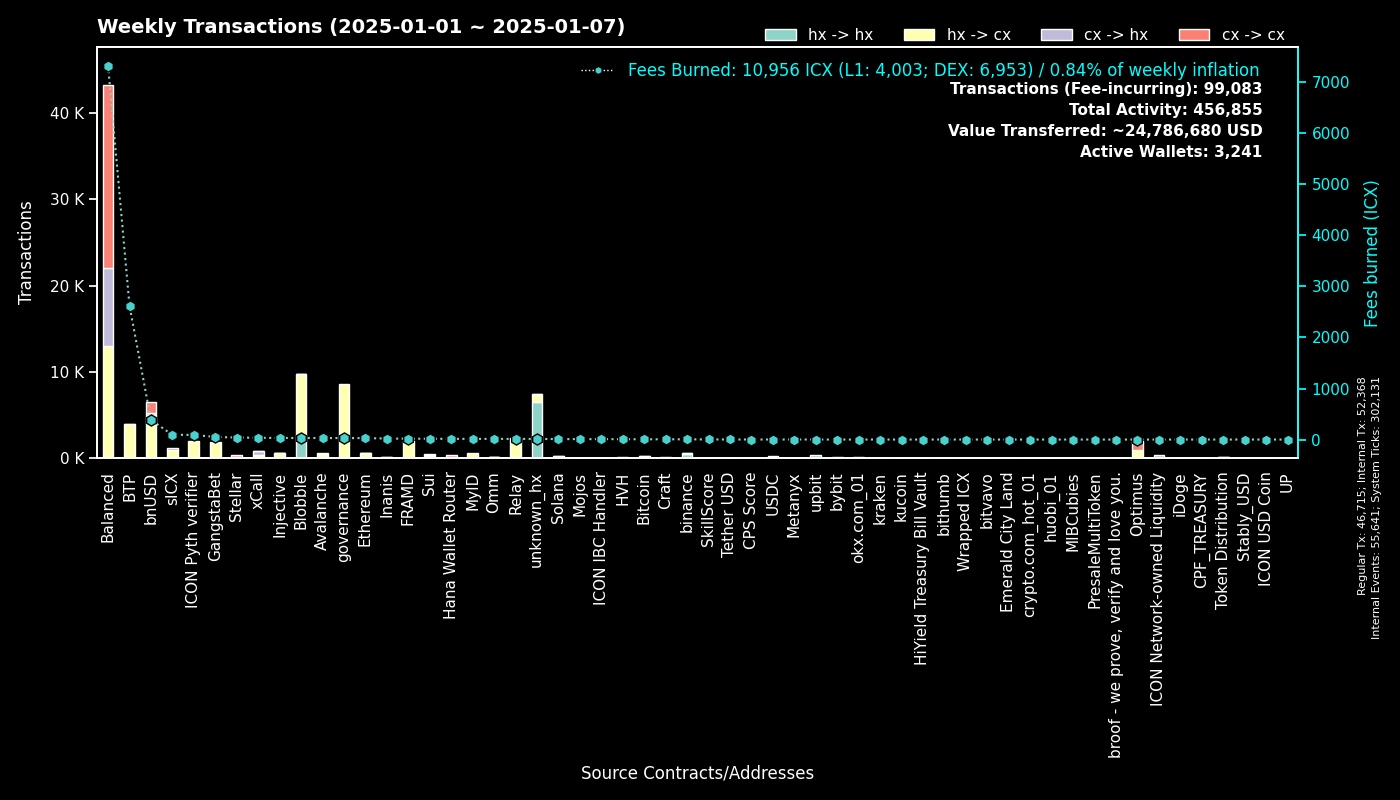 Weekly Transactions (2025-01-01 ~ 2025-01-07)
hx -> hx
hx -> cx
cx -> hx
cx -> cx
Fees Burned: 10,956 ICX (L1: 4,003; DEX: 6,953) / 0.84% of weekly inflation
Transactions (Fee-incurring): 99,083
Total Activity: 456,855
Value Transferred: ~24,786,680 USD
Active Wallets: 3,241
Transactions
40 K
30 K
20 K
10 K
0 K
7000
6000
5000
4000
3000
2000
1000
0
Fees burned (ICX)
Regular Tx: 46,715; Internal Tx: 52,368
Internal Events: 55,641; System Ticks: 302,131
Balanced
BTP
bnUSD
sICX
ICON Pyth verifier
GangstaBet
Stellar
xCall
Injective
Blobble
Avalanche
governance
Ethereum
Inanis
FRAMD
Sui
Hana Wallet Router
MyID
Omm
Relay
unknown_hx
Solana
Mojos
ICON IBC Handler
HVH
Bitcoin
Craft
binance
SkillScore
Tether USD
CPS Score
USDC
Metanyx
upbit
bybit
okx.com_01
kraken
kucoin
HiYield Treasury Bill Vault
bithumb
Wrapped ICX
bitvavo
Emerald City Land
crypto.com_hot_01
huobi_01
MIBCubies
PresaleMultiToken
broof - we prove, verify and love you.
Optimus
ICON Network-owned Liquidity
iDoge
CPF_TREASURY
Token Distribution
Stably_USD
ICON USD Coin
UP
Source Contracts/Addresses